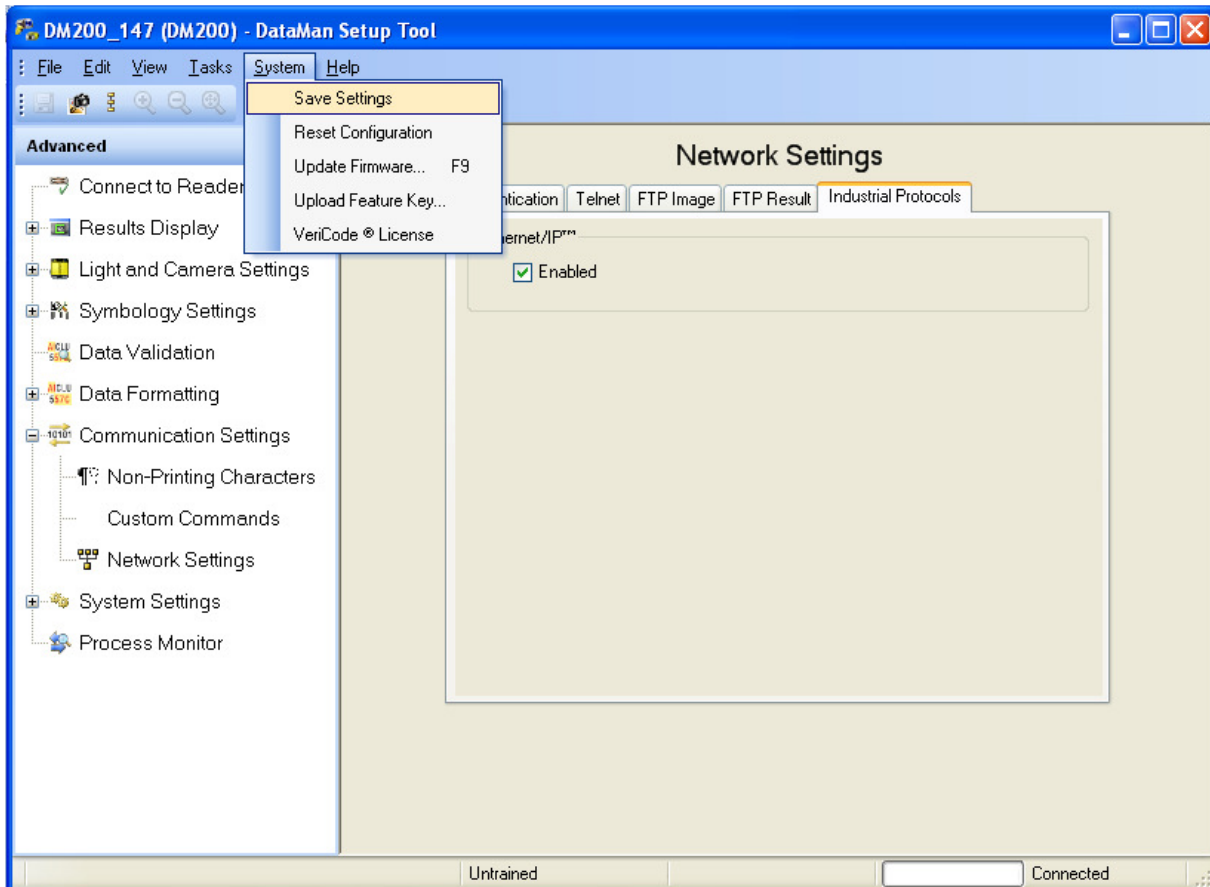 DM200_147 (DM200) - DataMan Setup Tool
File Edit View Tasks System Help
Save Settings
Reset Configuration
Update Firmware... F9
Upload Feature Key...
VeriCode ® License
Advanced
Connect to Reader
Results Display
Light and Camera Settings
Symbology Settings
Data Validation
Data Formatting
Communication Settings
Non-Printing Characters
Custom Commands
Network Settings
System Settings
Process Monitor
Network Settings
ntication Telnet FTP Image FTP Result Industrial Protocols
ernet/IP™
Enabled
Untrained Connected